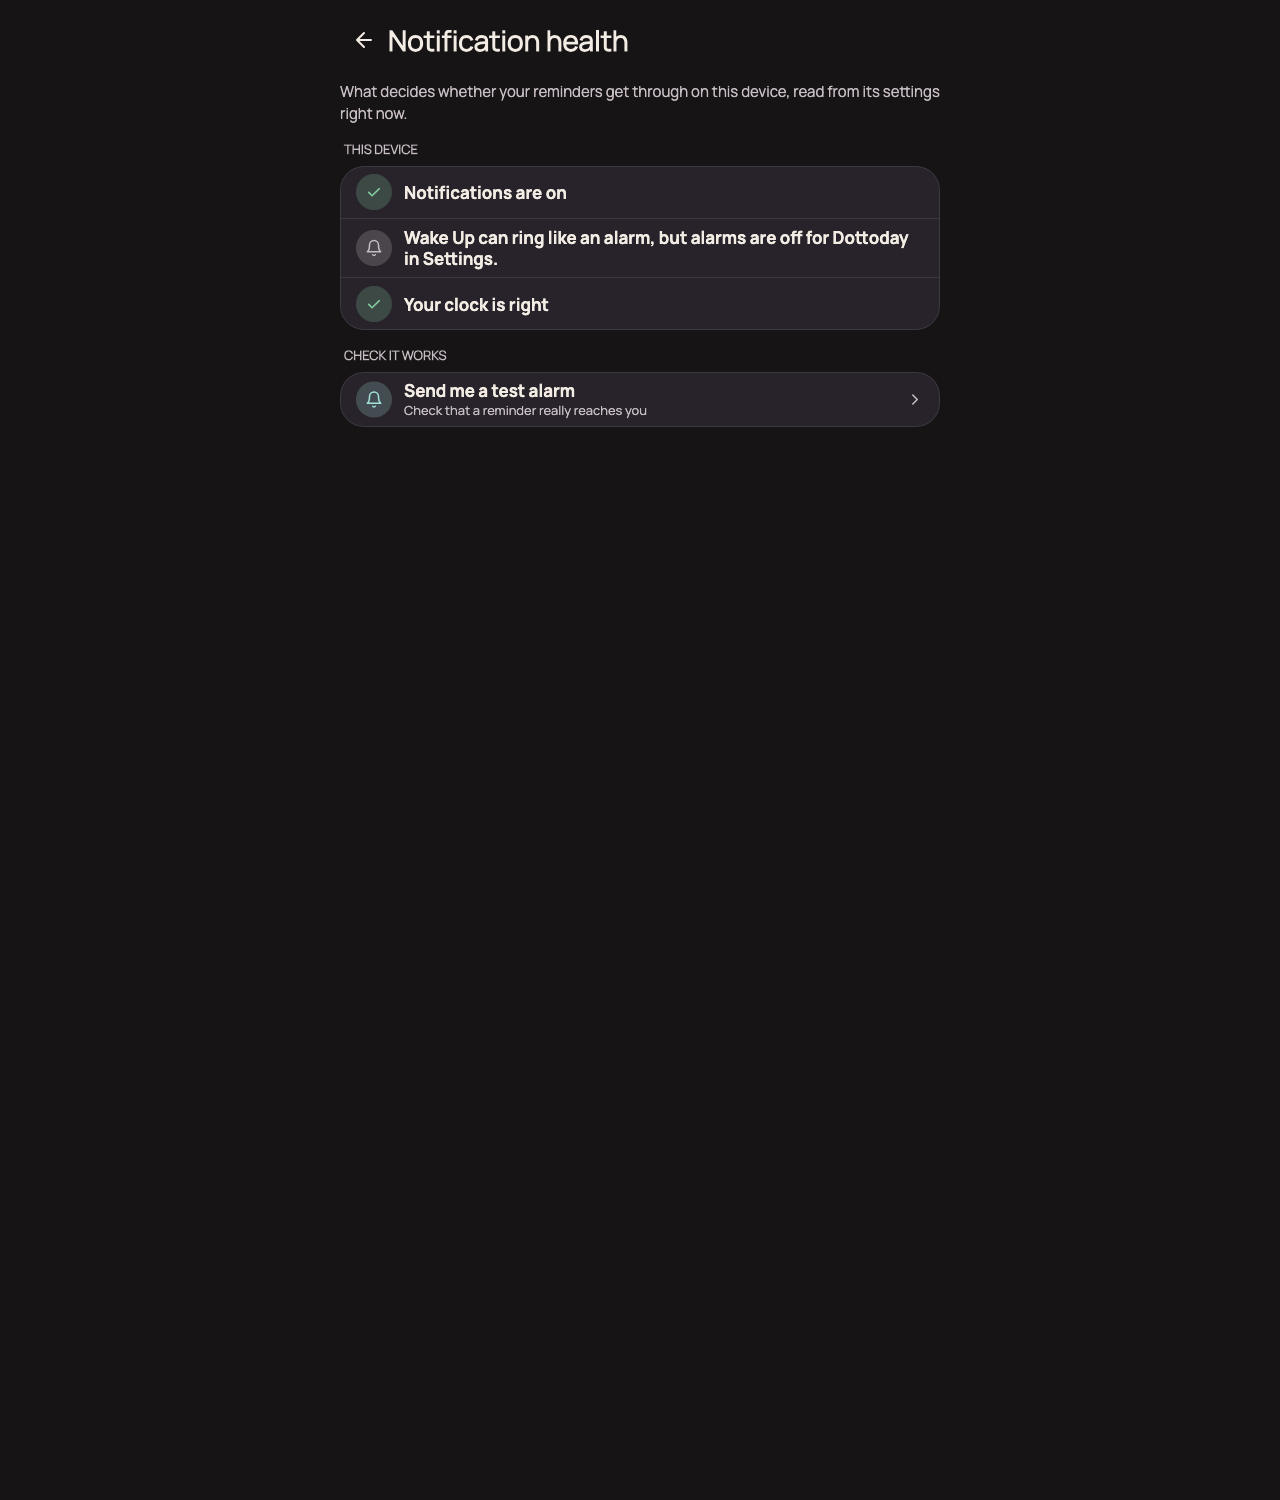 Notification health
What decides whether your reminders get through on this device, read from its settings
right now.
THIS DEVICE
Notifications are on
Wake Up can ring like an alarm, but alarms are off for Dottoday
in Settings.
Your clock is right
CHECK IT WORKS
Send me a test alarm
Check that a reminder really reaches you